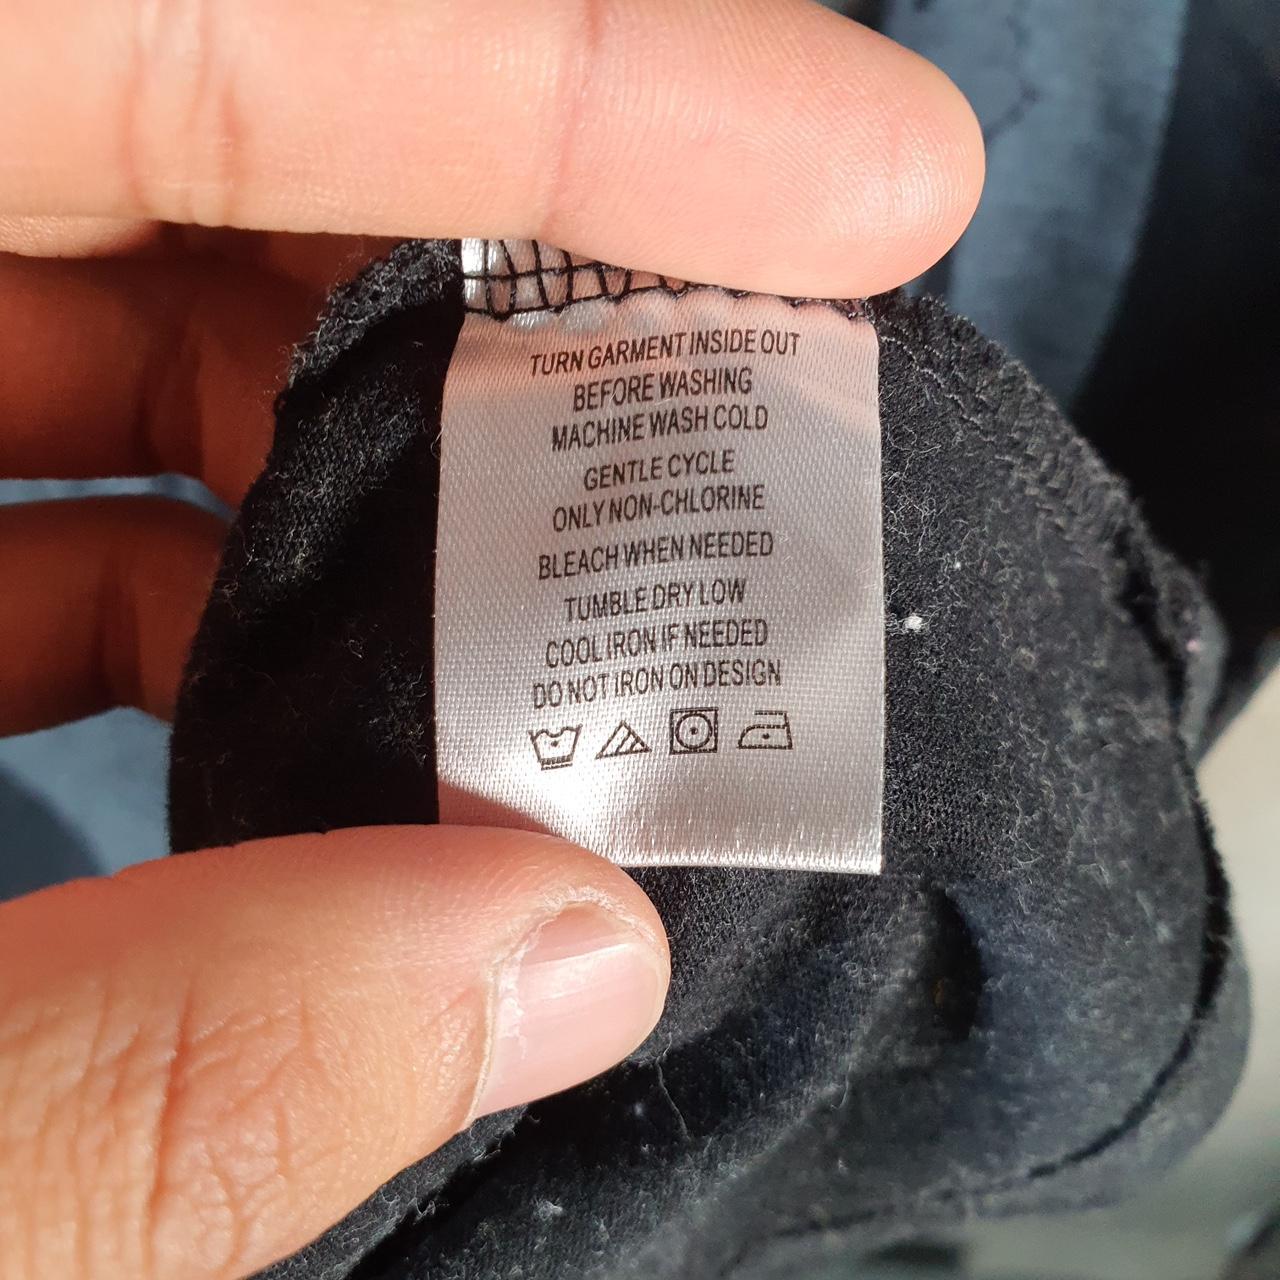 TURN GARMENT INSIDE OUT
BEFORE WASHING
MACHINE WASH COLD
GENTLE CYCLE
ONLY NON-CHLORINE
BLEACH WHEN NEEDED
TUMBLE DRY LOW
COOL IRON IF NEEDED
DO NOT IRON ON DESIGN